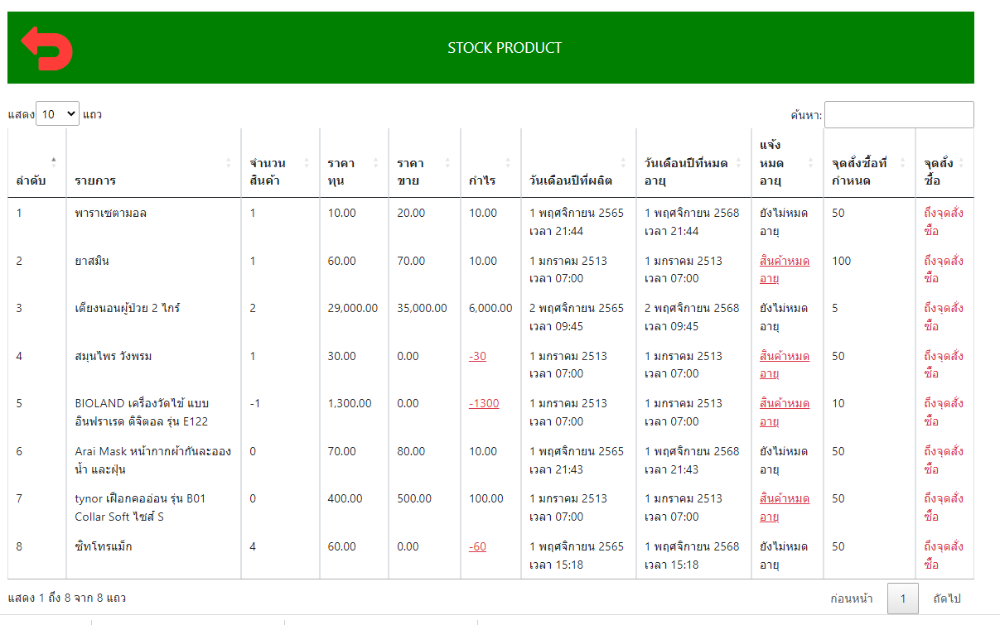 STOCK PRODUCT
แสดง 10 แถว
ค้นหา:
ลำดับ รายการ จำนวนสินค้า ราคาทุน ราคาขาย กำไร วันเดือนปีที่ผลิต วันเดือนปีที่หมดอายุ แจ้งหมดอายุ จุดสั่งซื้อที่กำหนด จุดสั่งซื้อ
1 พาราเซตามอล 1 10.00 20.00 10.00 1 พฤศจิกายน 2565 1 พฤศจิกายน 2568 ยังไม่หมด 50 ถึงจุดสั่ง
เวลา 21:44 เวลา 21:44 อายุ ซื้อ
2 ยาสมิน 1 60.00 70.00 10.00 1 มกราคม 2513 1 มกราคม 2513 สินค้าหมด 100 ถึงจุดสั่ง
เวลา 07:00 เวลา 07:00 อายุ ซื้อ
3 เตียงนอนผู้ป่วย 2 ไกร์ 2 29,000.00 35,000.00 6,000.00 2 พฤศจิกายน 2565 2 พฤศจิกายน 2568 ยังไม่หมด 5 ถึงจุดสั่ง
เวลา 09:45 เวลา 09:45 อายุ ซื้อ
4 สมุนไพร วังพรม 1 30.00 0.00 -30 1 มกราคม 2513 1 มกราคม 2513 สินค้าหมด 50 ถึงจุดสั่ง
เวลา 07:00 เวลา 07:00 อายุ ซื้อ
5 BIOLAND เครื่องวัดไข้ แบบ -1 1,300.00 0.00 -1300 1 มกราคม 2513 1 มกราคม 2513 สินค้าหมด 10 ถึงจุดสั่ง
อินฟราเรด ดิจิตอล รุ่น E122 เวลา 07:00 เวลา 07:00 อายุ ซื้อ
6 Arai Mask หน้ากากผ้ากันละออง 0 70.00 80.00 10.00 1 พฤศจิกายน 2565 1 พฤศจิกายน 2568 ยังไม่หมด 50 ถึงจุดสั่ง
น้ำ และฝุ่น เวลา 21:43 เวลา 21:43 อายุ ซื้อ
7 tynor เฝือกคออ่อน รุ่น B01 0 400.00 500.00 100.00 1 มกราคม 2513 1 มกราคม 2513 สินค้าหมด 50 ถึงจุดสั่ง
Collar Soft ไซส์ S เวลา 07:00 เวลา 07:00 อายุ ซื้อ
8 ซิทโทรแม็ก 4 60.00 0.00 -60 1 พฤศจิกายน 2565 1 พฤศจิกายน 2568 ยังไม่หมด 50 ถึงจุดสั่ง
เวลา 15:18 เวลา 15:18 อายุ ซื้อ
แสดง 1 ถึง 8 จาก 8 แถว
ก่อนหน้า 1 ถัดไป